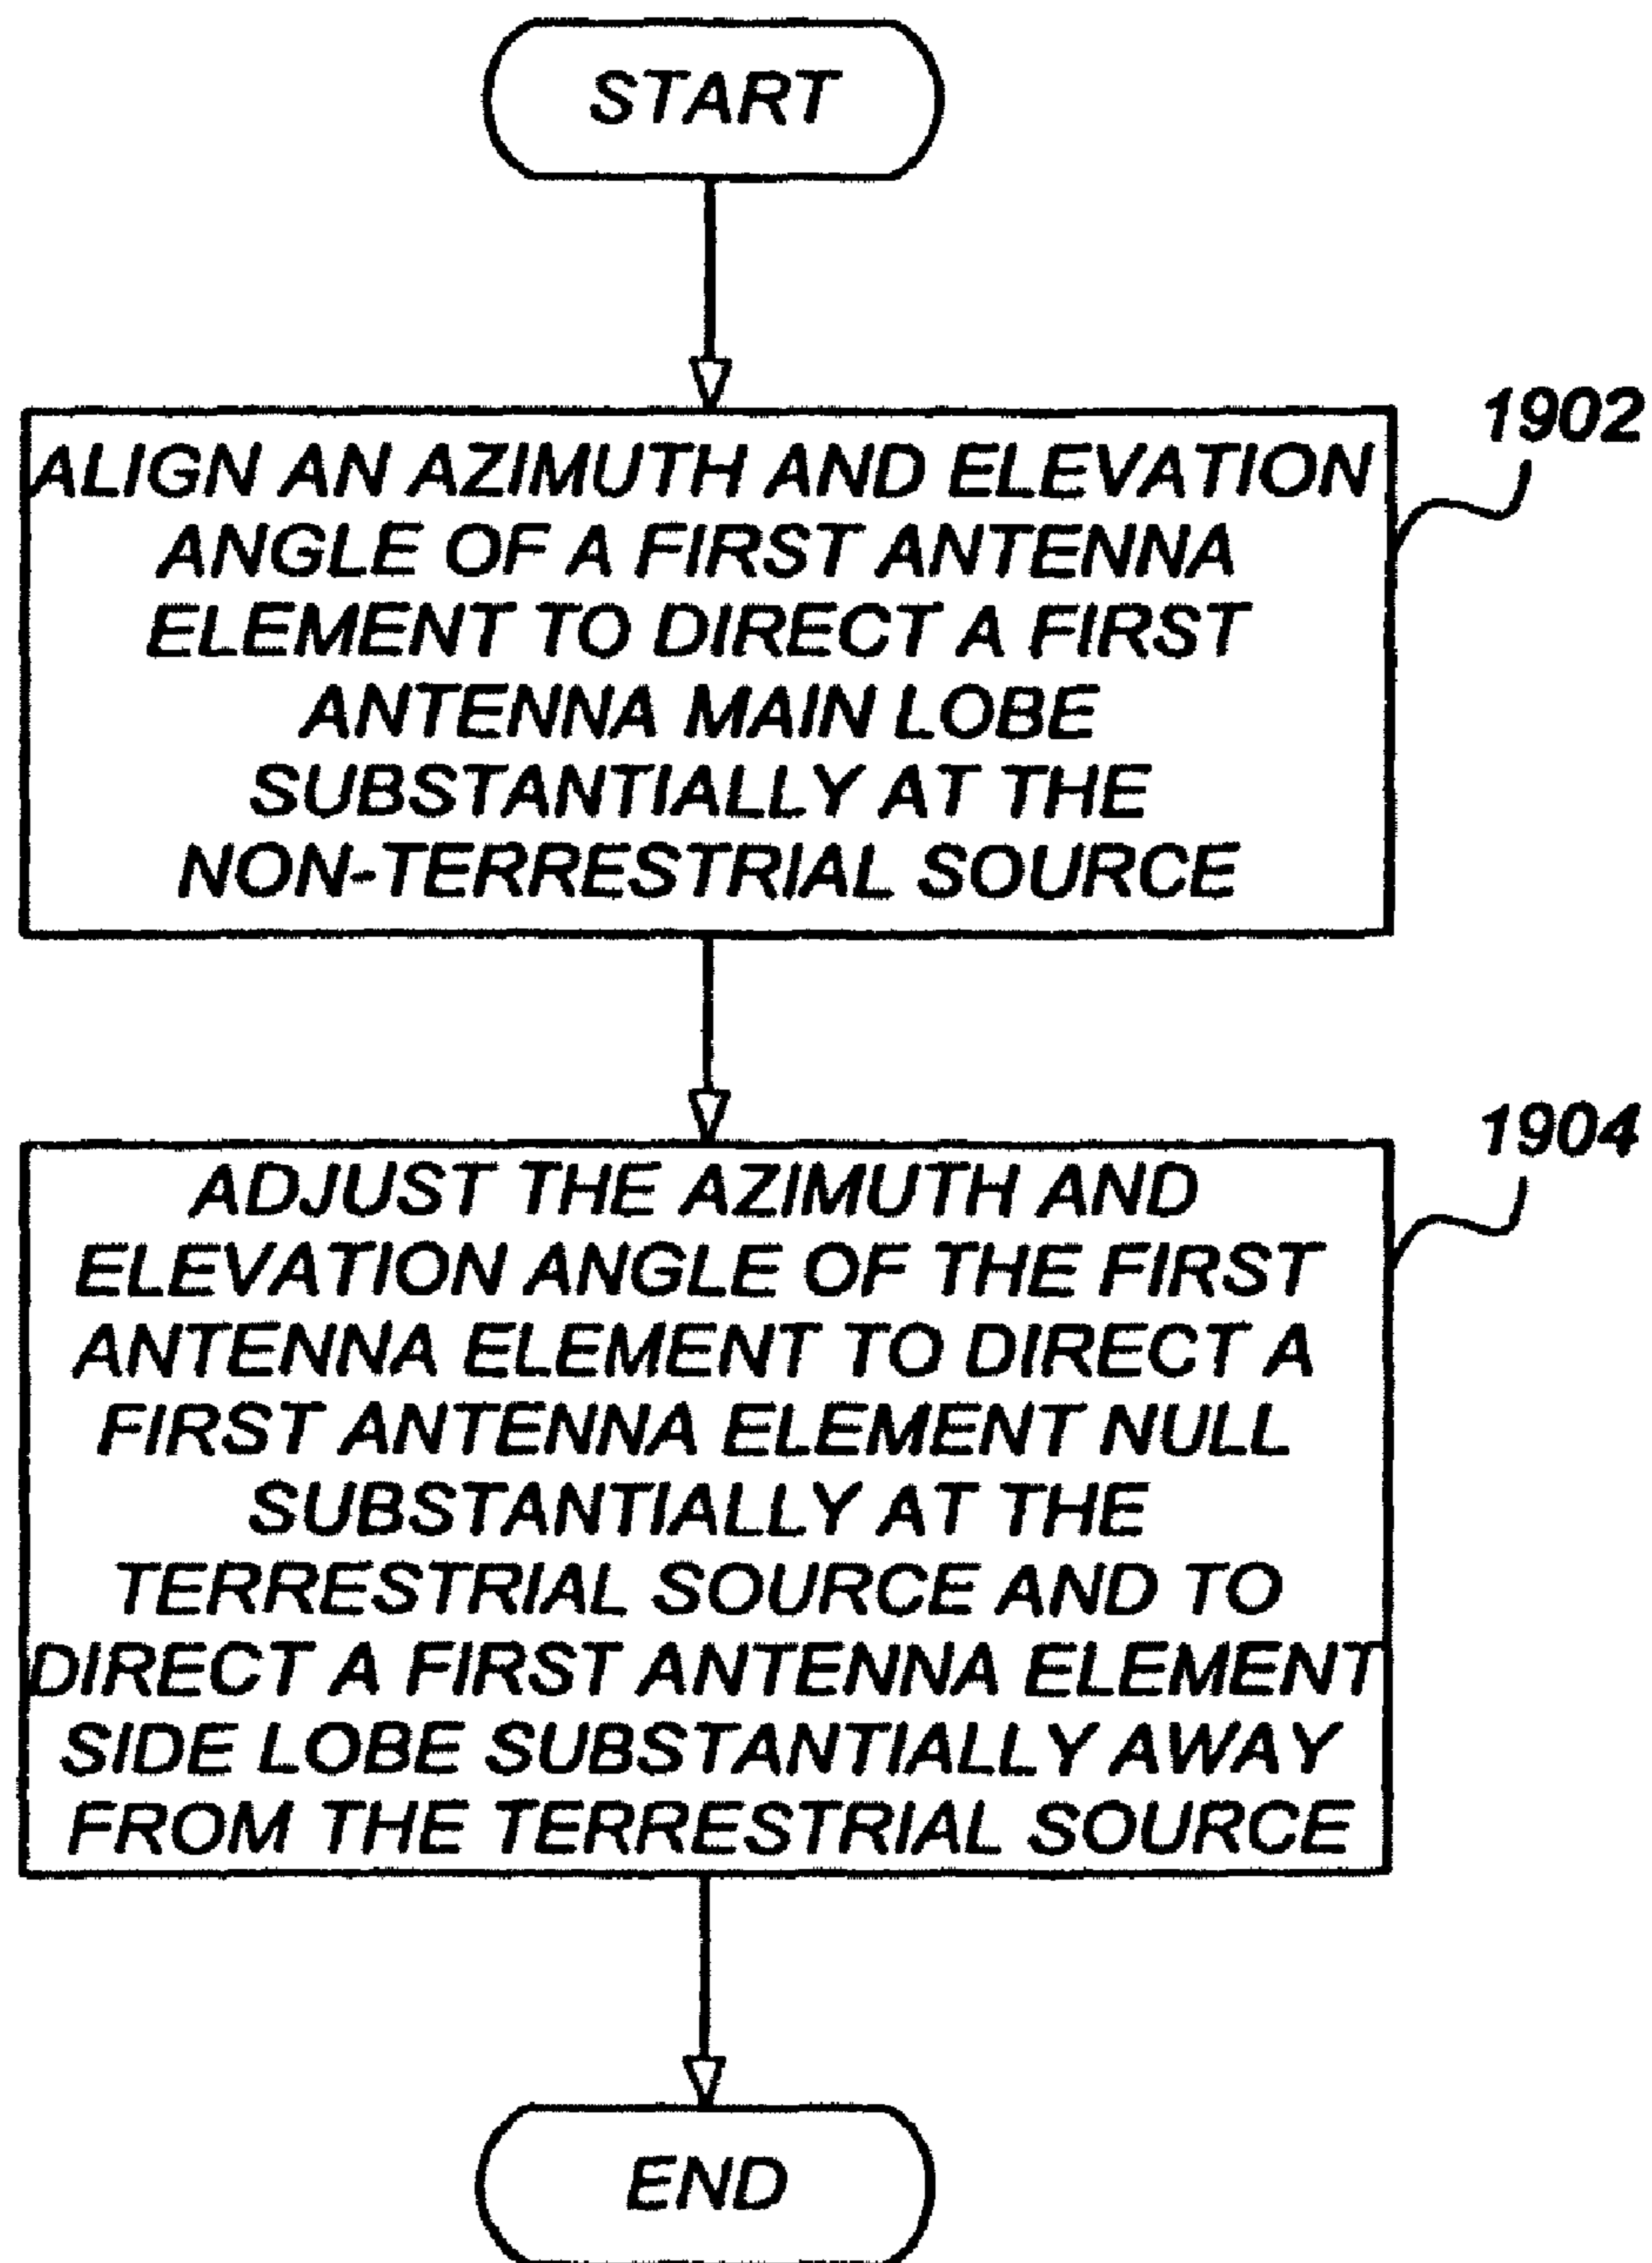 START
1902
ALIGN AN AZIMUTH AND ELEVATION
ANGLE OF A FIRST ANTENNA
ELEMENT TO DIRECT A FIRST
ANTENNA MAIN LOBE
SUBSTANTIALLY AT THE
NON-TERRESTRIAL SOURCE
1904
ADJUST THE AZIMUTH AND
ELEVATION ANGLE OF THE FIRST
ANTENNA ELEMENT TO DIRECT A
FIRST ANTENNA ELEMENT NULL
SUBSTANTIALLY AT THE
TERRESTRIAL SOURCE AND TO
DIRECT A FIRST ANTENNA ELEMENT
SIDE LOBE SUBSTANTIALLY AWAY
FROM THE TERRESTRIAL SOURCE
END